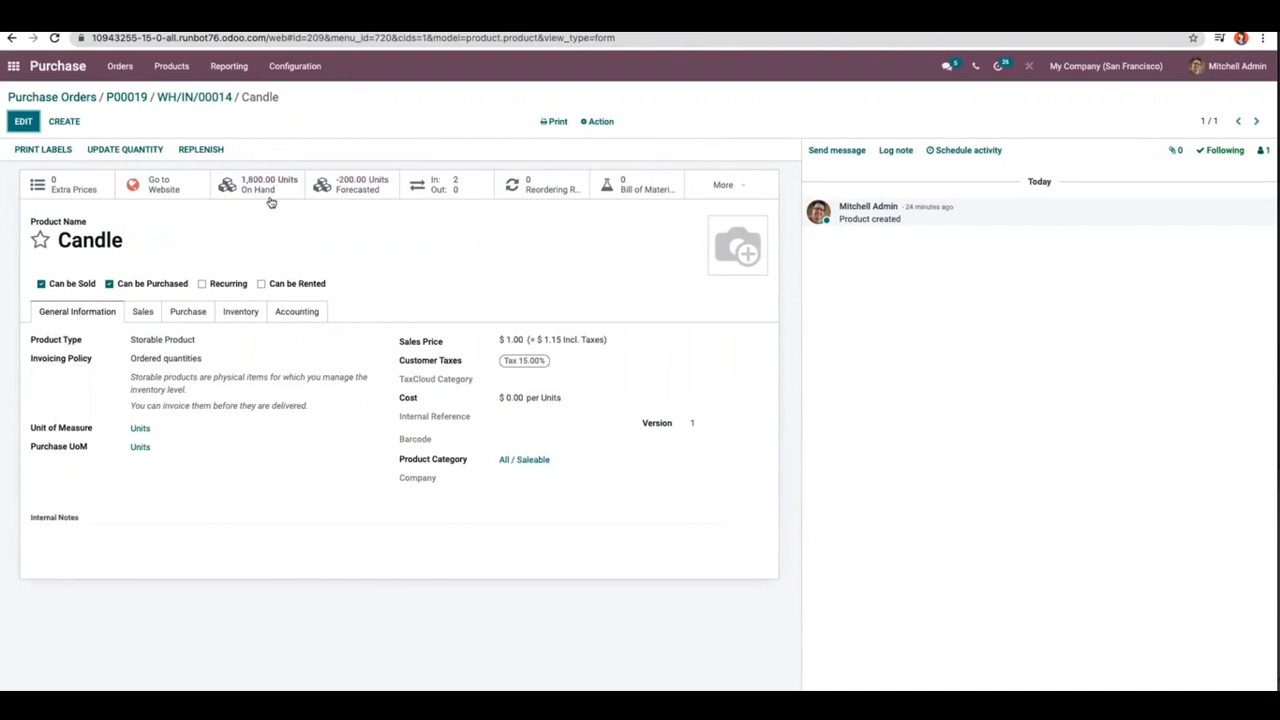 10943255-15-0-all.runbot76.odoo.com/web#id=209&menu_id=720&cids=1&model=product.product&view_type=form
Purchase Orders Products Reporting Configuration 5 26 My Company (San Francisco) Mitchell Admin
Purchase Orders / P00019 / WH/IN/00014 / Candle
EDIT CREATE Print Action 1 / 1
PRINT LABELS UPDATE QUANTITY REPLENISH Send message Log note Schedule activity 0 Following 1
0 Extra Prices
Go to Website
1,800.00 Units On Hand
-200.00 Units Forecasted
In: 2
Out: 0
0 Reordering R...
0 Bill of Materi...
More
Today
Mitchell Admin - 24 minutes ago
Product created
Product Name
Candle
Can be Sold Can be Purchased Recurring Can be Rented
General Information Sales Purchase Inventory Accounting
Product Type Storable Product
Invoicing Policy Ordered quantities
Storable products are physical items for which you manage the
inventory level.
You can invoice them before they are delivered.
Unit of Measure Units
Purchase UoM Units
Sales Price $ 1.00 (= $ 1.15 Incl. Taxes)
Customer Taxes Tax 15.00%
TaxCloud Category
Cost $ 0.00 per Units
Internal Reference
Version 1
Barcode
Product Category All / Saleable
Company
Internal Notes